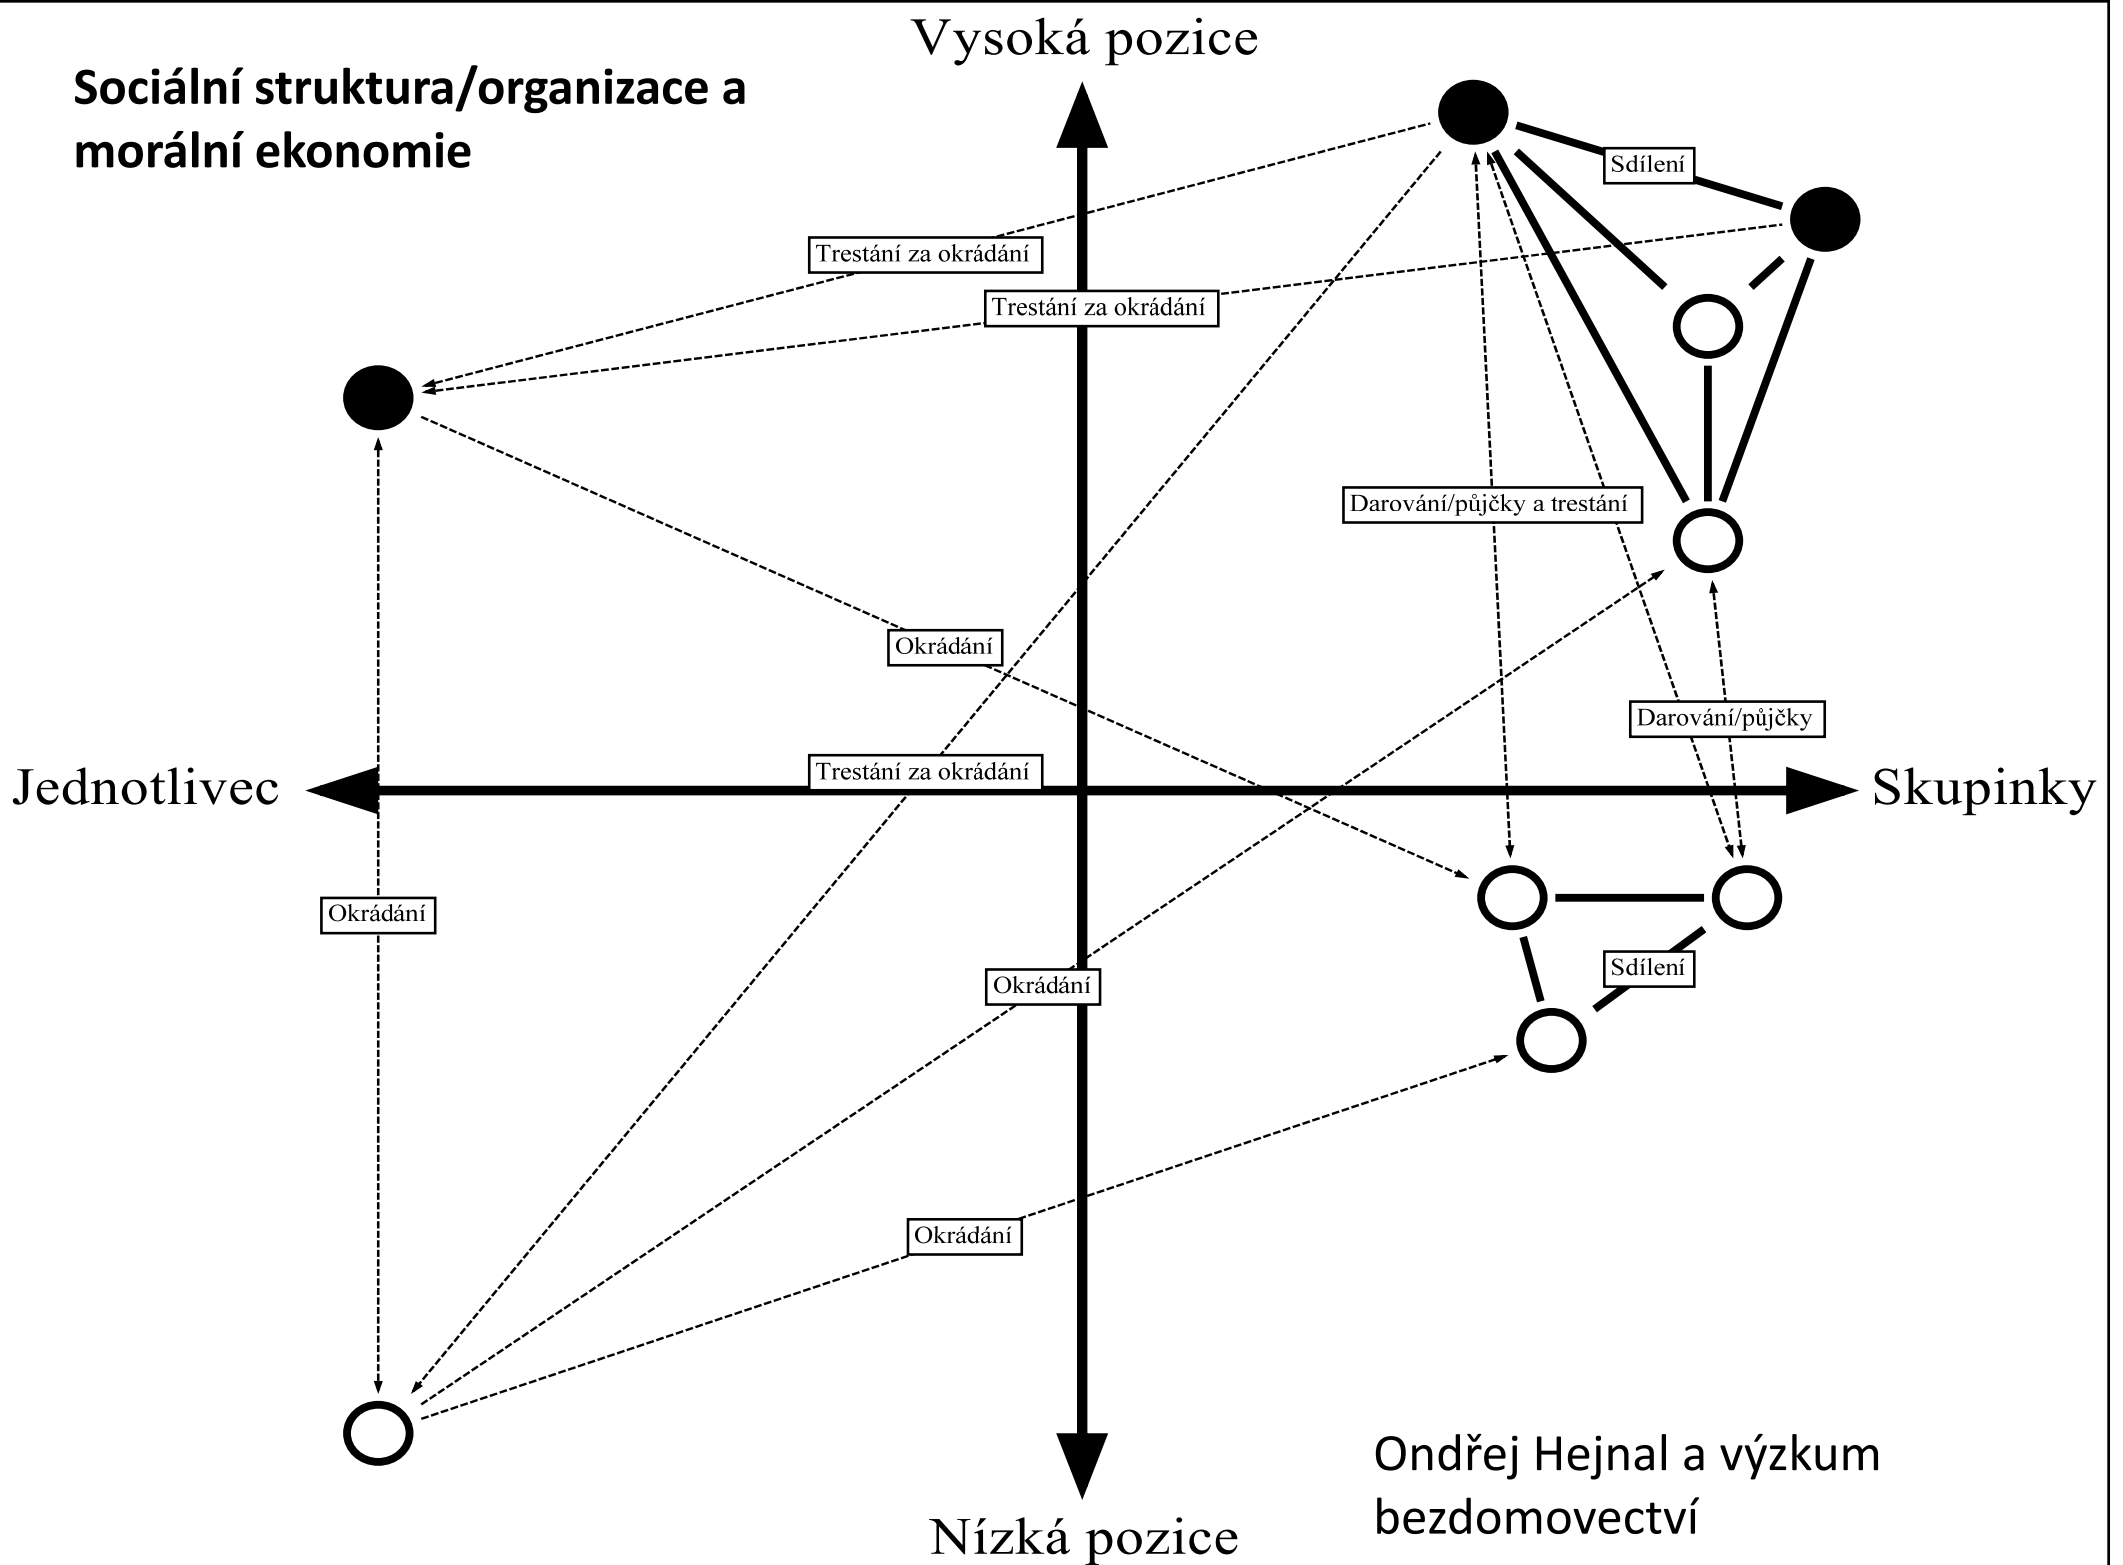 Vysoká pozice
Sociální struktura/organizace a
morální ekonomie
Sdílení
Trestání za okrádání
Trestání za okrádání
Darování/půjčky a trestání
Okrádání
Darování/půjčky
Trestání za okrádání
Jednotlivec
Skupinky
Okrádání
Sdílení
Okrádání
Okrádání
Ondřej Hejnal a výzkum
bezdomovectví
Nízká pozice